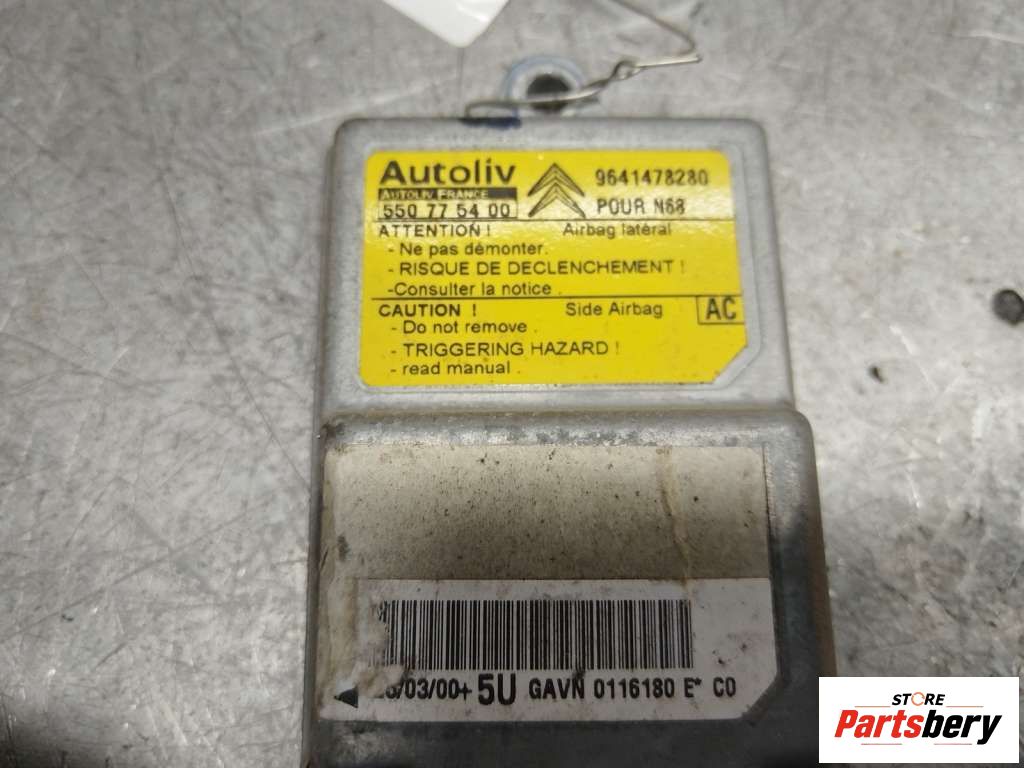 Autoliv
AUTOLIV FRANCE
550 77 54 00
9641478280
POUR N68
ATTENTION ! Airbag latéral
- Ne pas démonter.
- RISQUE DE DECLENCHEMENT !
-Consulter la notice .
CAUTION ! Side Airbag AC
- Do not remove .
- TRIGGERING HAZARD !
- read manual .
/03/00+ 5U GAVN 0116180 E* C0
STORE
Partsbery